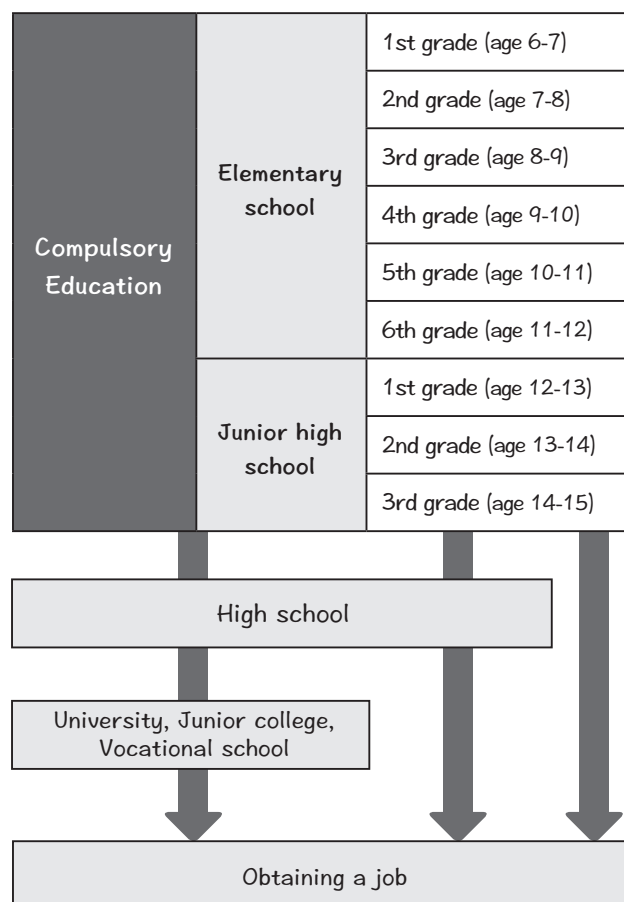 Compulsory
Education
Elementary
school
1st grade (age 6-7)
2nd grade (age 7-8)
3rd grade (age 8-9)
4th grade (age 9-10)
5th grade (age 10-11)
6th grade (age 11-12)
Junior high
school
1st grade (age 12-13)
2nd grade (age 13-14)
3rd grade (age 14-15)
High school
University, Junior college,
Vocational school
Obtaining a job